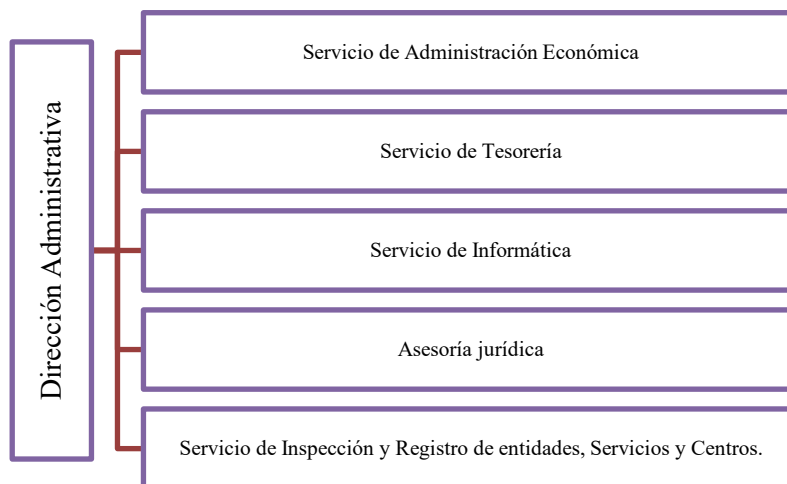 Dirección Administrativa
Servicio de Administración Económica
Servicio de Tesorería
Servicio de Informática
Asesoría jurídica
Servicio de Inspección y Registro de entidades, Servicios y Centros.